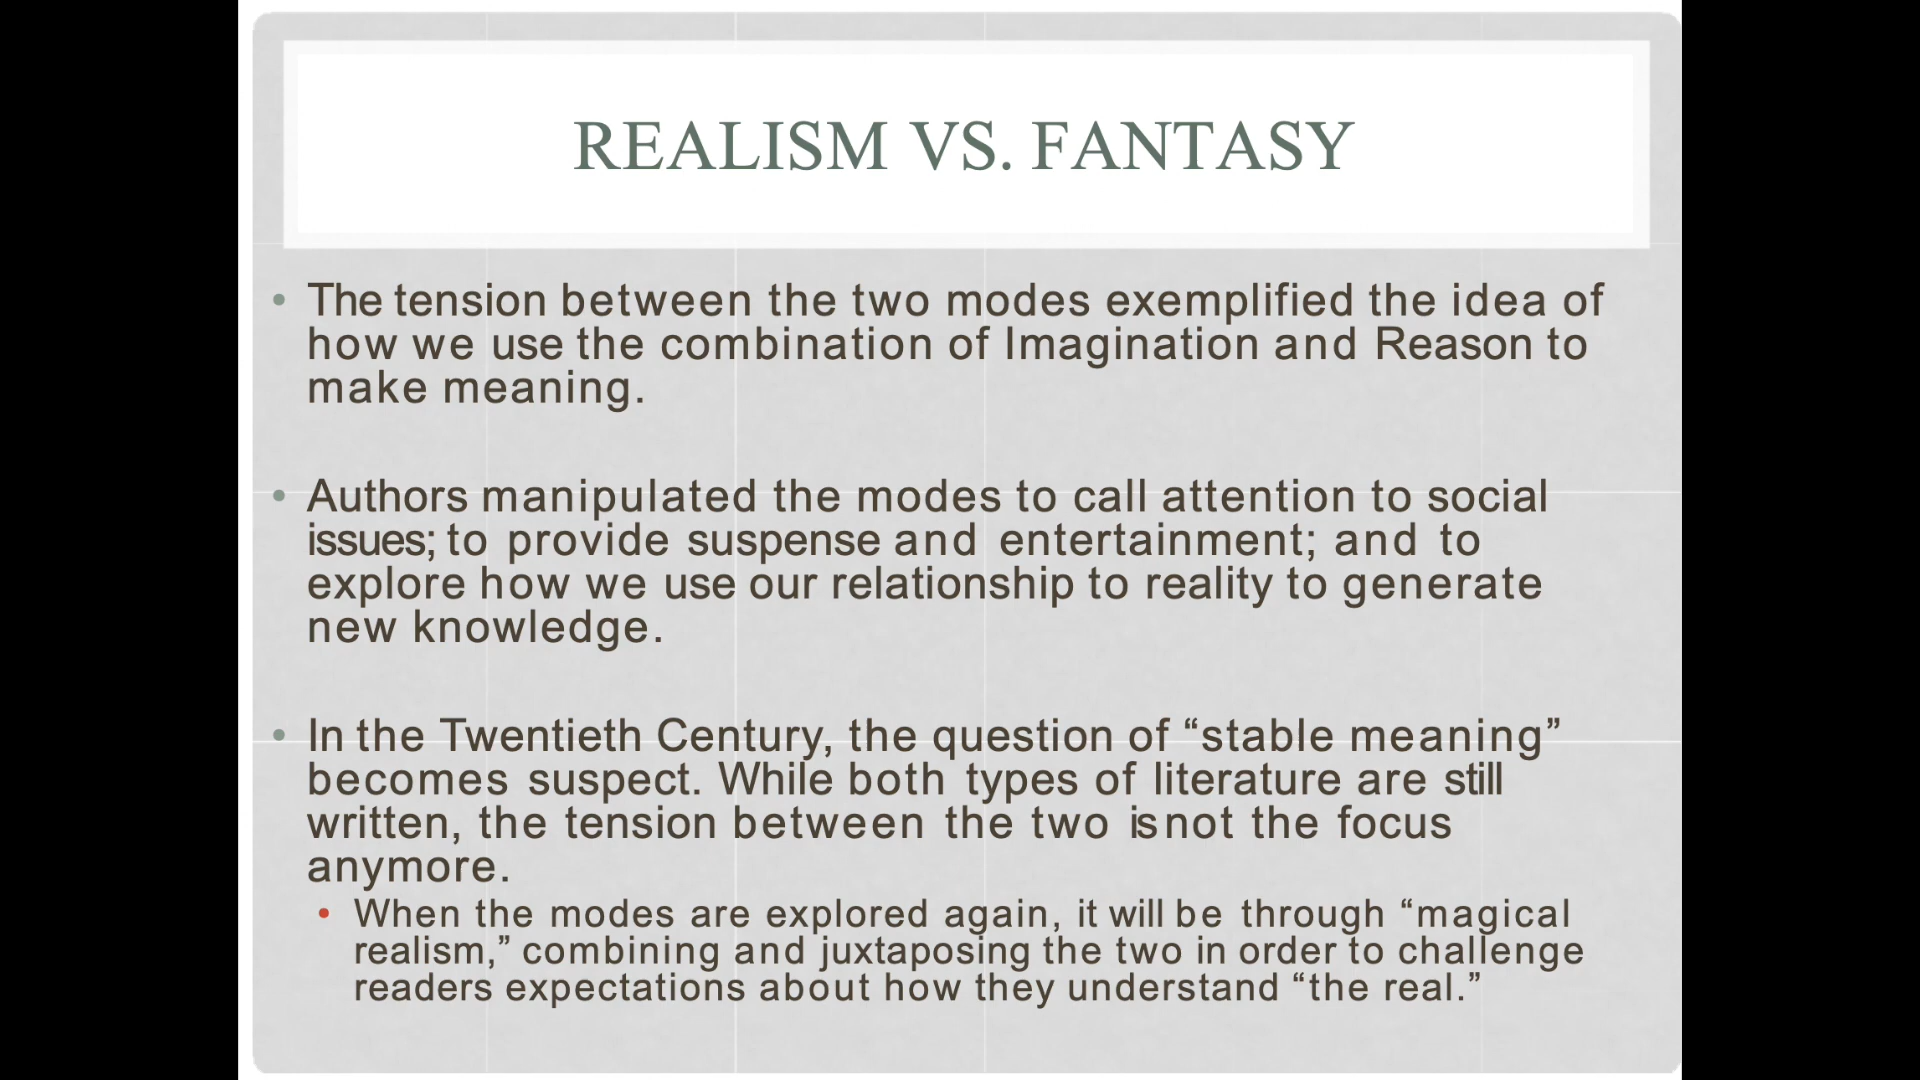 REALISM VS. FANTASY
• The tension between the two modes exemplified the idea of
how we use the combination of Imagination and Reason to
make meaning.
• Authors manipulated the modes to call attention to social
issues; to provide suspense and entertainment; and to
explore how we use our relationship to reality to generate
new knowledge.
• In the Twentieth Century, the question of “stable meaning”
becomes suspect. While both types of literature are still
written, the tension between the two is not the focus
anymore.
• When the modes are explored again, it will be through “magical
realism,” combining and juxtaposing the two in order to challenge
readers expectations about how they understand “the real.”